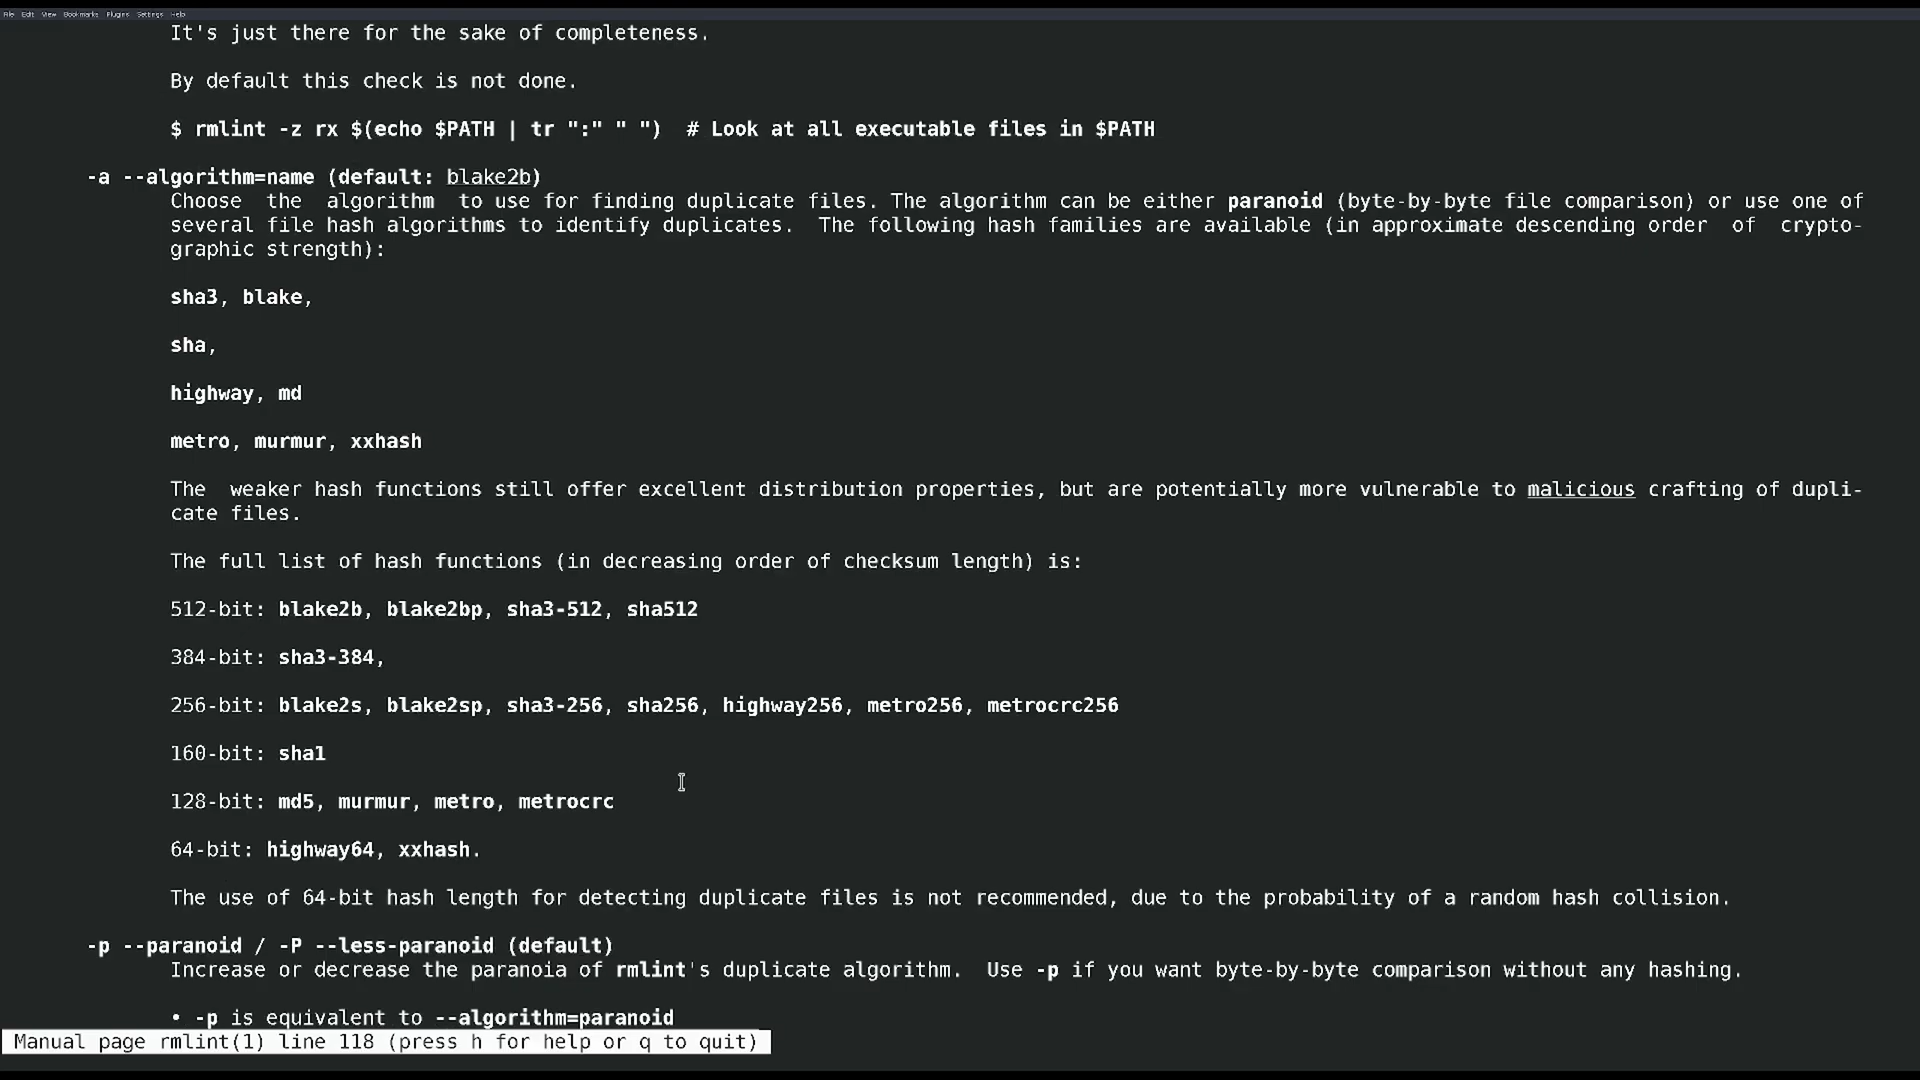 File Edit View Bookmarks Plugins Settings Help
It's just there for the sake of completeness.
By default this check is not done.
$ rmlint -z rx $(echo $PATH | tr ":" " ")  # Look at all executable files in $PATH
-a --algorithm=name (default: blake2b)
Choose the algorithm to use for finding duplicate files. The algorithm can be either paranoid (byte-by-byte file comparison) or use one of
several file hash algorithms to identify duplicates. The following hash families are available (in approximate descending order of crypto-
graphic strength):
sha3, blake,
sha,
highway, md
metro, murmur, xxhash
The weaker hash functions still offer excellent distribution properties, but are potentially more vulnerable to malicious crafting of dupli-
cate files.
The full list of hash functions (in decreasing order of checksum length) is:
512-bit: blake2b, blake2bp, sha3-512, sha512
384-bit: sha3-384,
256-bit: blake2s, blake2sp, sha3-256, sha256, highway256, metro256, metrocrc256
160-bit: sha1
128-bit: md5, murmur, metro, metrocrc
64-bit: highway64, xxhash.
The use of 64-bit hash length for detecting duplicate files is not recommended, due to the probability of a random hash collision.
-p --paranoid / -P --less-paranoid (default)
Increase or decrease the paranoia of rmlint's duplicate algorithm. Use -p if you want byte-by-byte comparison without any hashing.
• -p is equivalent to --algorithm=paranoid
Manual page rmlint(1) line 118 (press h for help or q to quit)